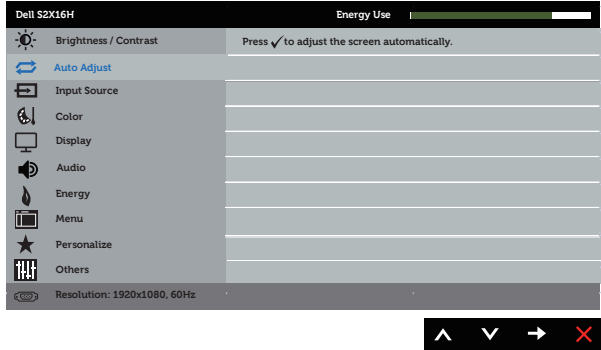 Dell S2X16H Energy Use
Brightness / Contrast Press ✓ to adjust the screen automatically.
Auto Adjust
Input Source
Color
Display
Audio
Energy
Menu
Personalize
Others
Resolution: 1920x1080, 60Hz